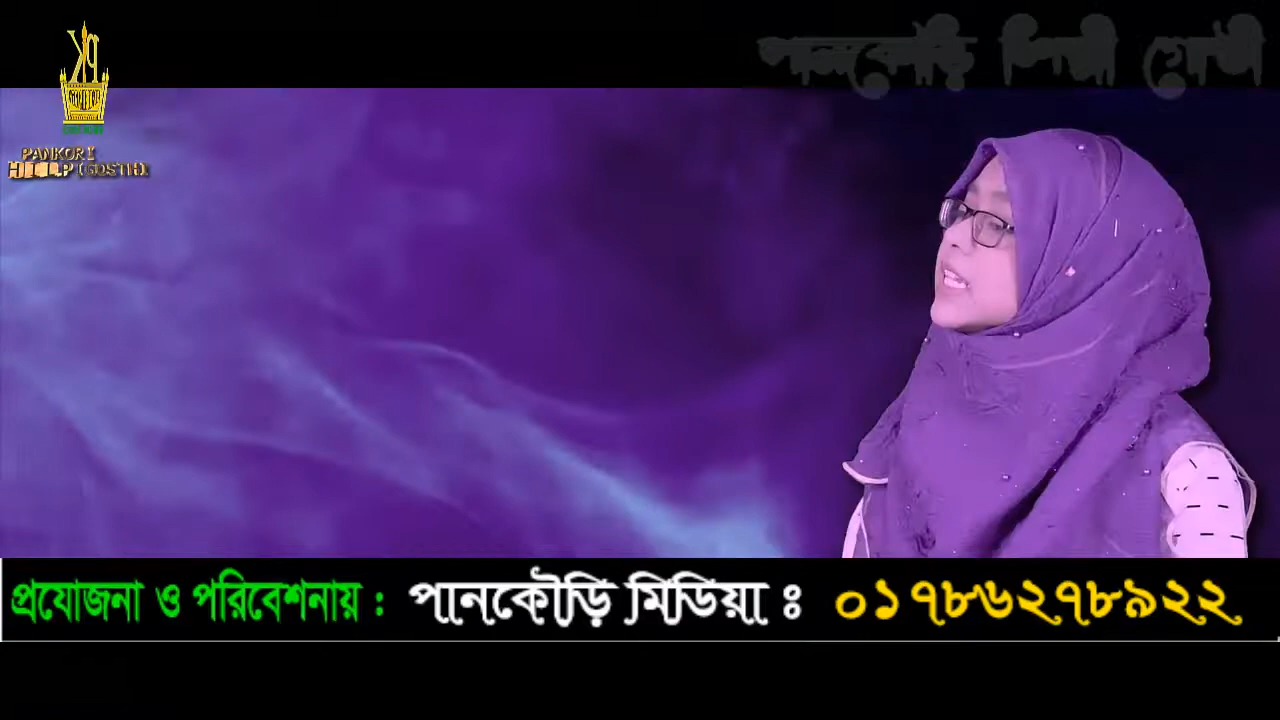 পানকৌড়ি শিল্পী গোষ্ঠী
PANKORI
প্রযোজনা ও পরিবেশনায় : পানকৌড়ি মিডিয়া ঃ ০১৭৮৬২৭৮৯২২